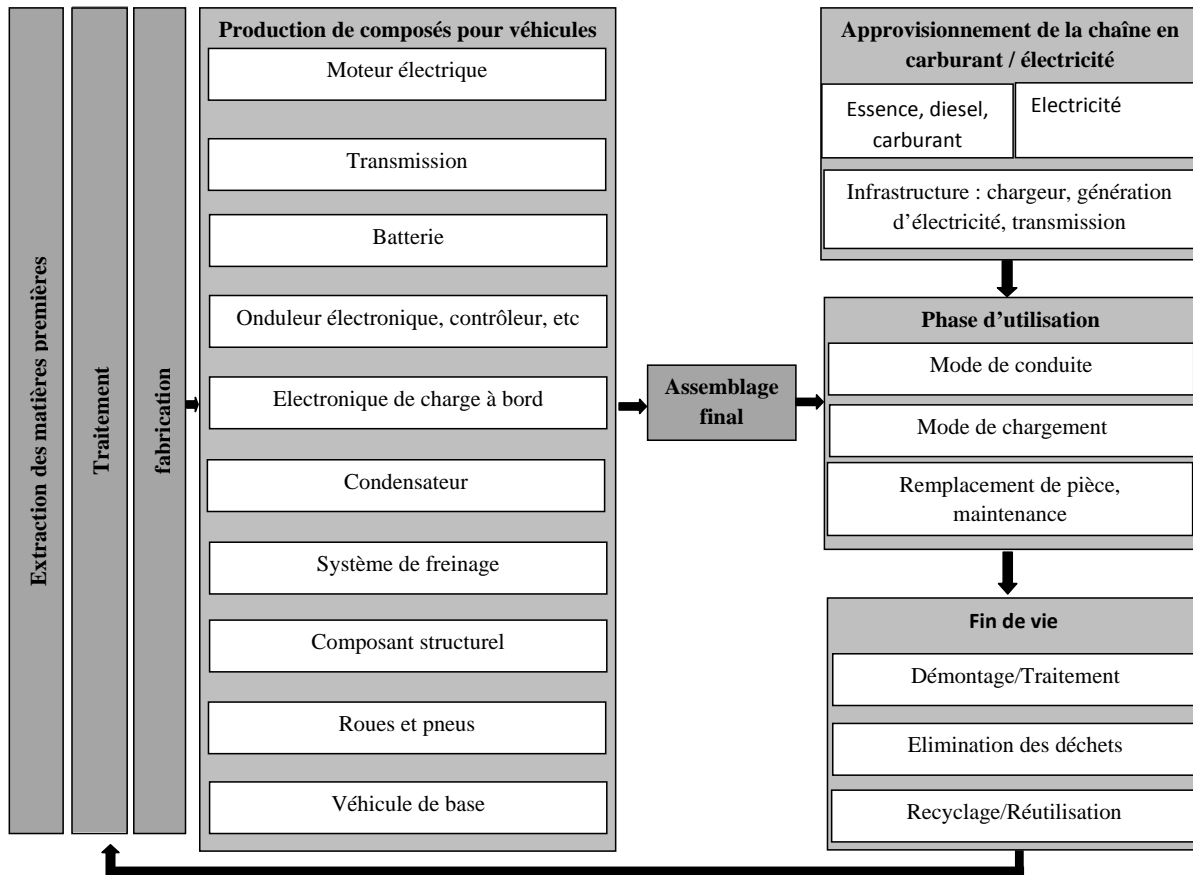 Extraction des matières premières
Traitement
fabrication
Production de composés pour véhicules
Moteur électrique
Transmission
Batterie
Onduleur électronique, contrôleur, etc
Electronique de charge à bord
Condensateur
Système de freinage
Composant structurel
Roues et pneus
Véhicule de base
Assemblage
final
Approvisionnement de la chaîne en
carburant / électricité
Essence, diesel,
carburant
Electricité
Infrastructure : chargeur, génération
d’électricité, transmission
Phase d’utilisation
Mode de conduite
Mode de chargement
Remplacement de pièce,
maintenance
Fin de vie
Démontage/Traitement
Elimination des déchets
Recyclage/Réutilisation